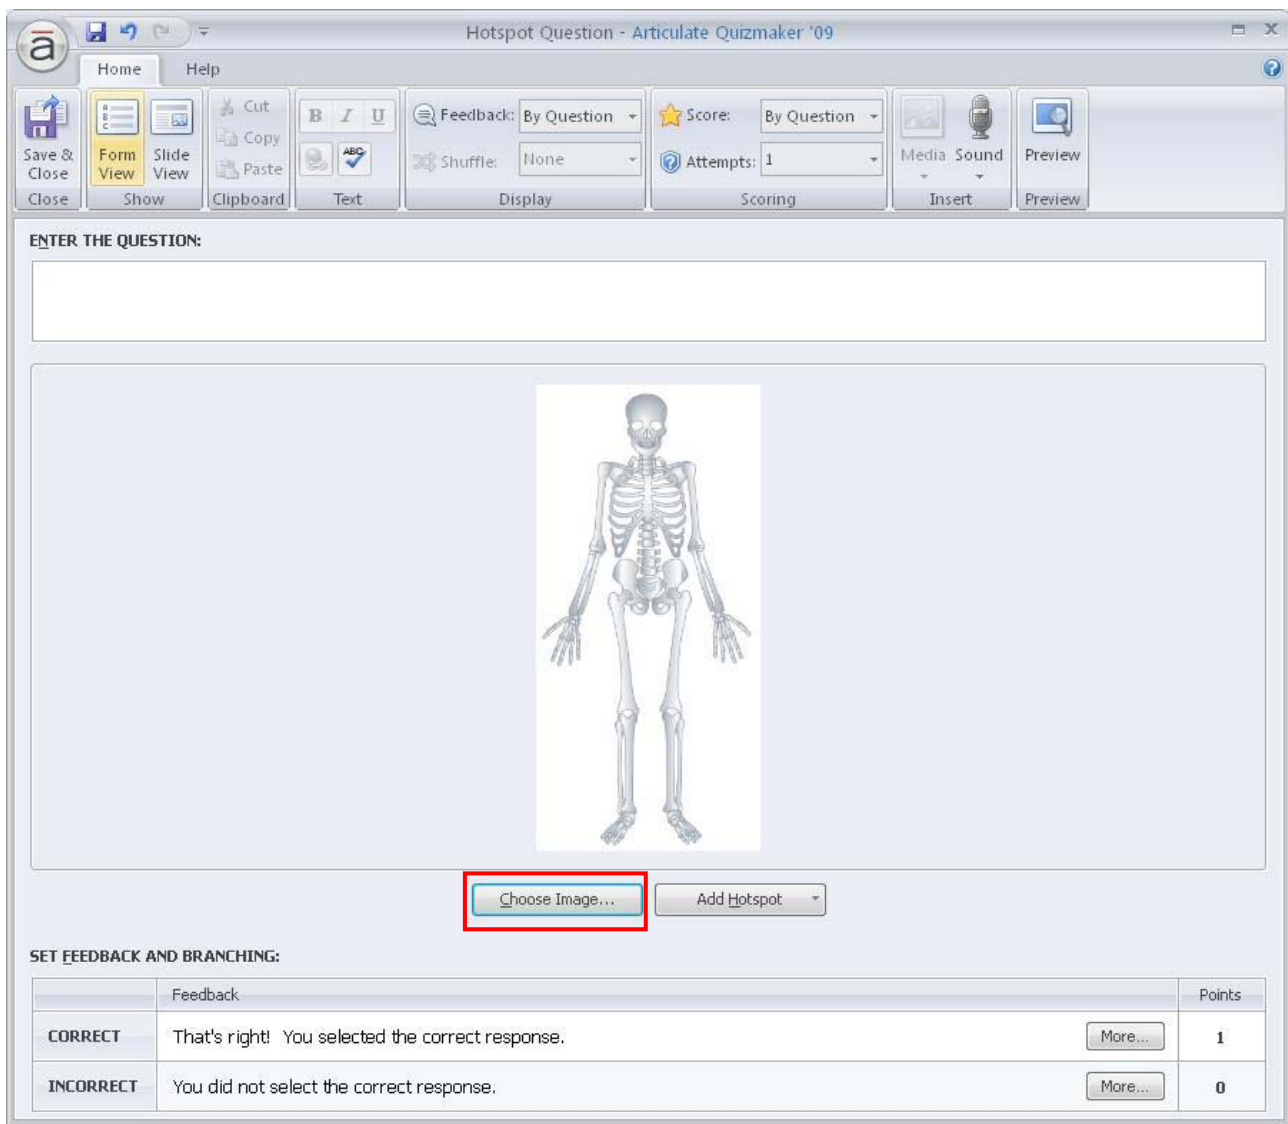 ā
Hotspot Question - Articulate Quizmaker '09
Home Help
Cut
Copy
Paste
Save & Close
Form View
Slide View
B I U
ABC
Feedback: By Question
Shuffle: None
Score: By Question
Attempts: 1
Media Sound
Preview
Close Show Clipboard Text Display Scoring Insert Preview
ENTER THE QUESTION:
Choose Image... Add Hotspot
SET FEEDBACK AND BRANCHING:
Feedback Points
CORRECT That's right! You selected the correct response. More... 1
INCORRECT You did not select the correct response. More... 0